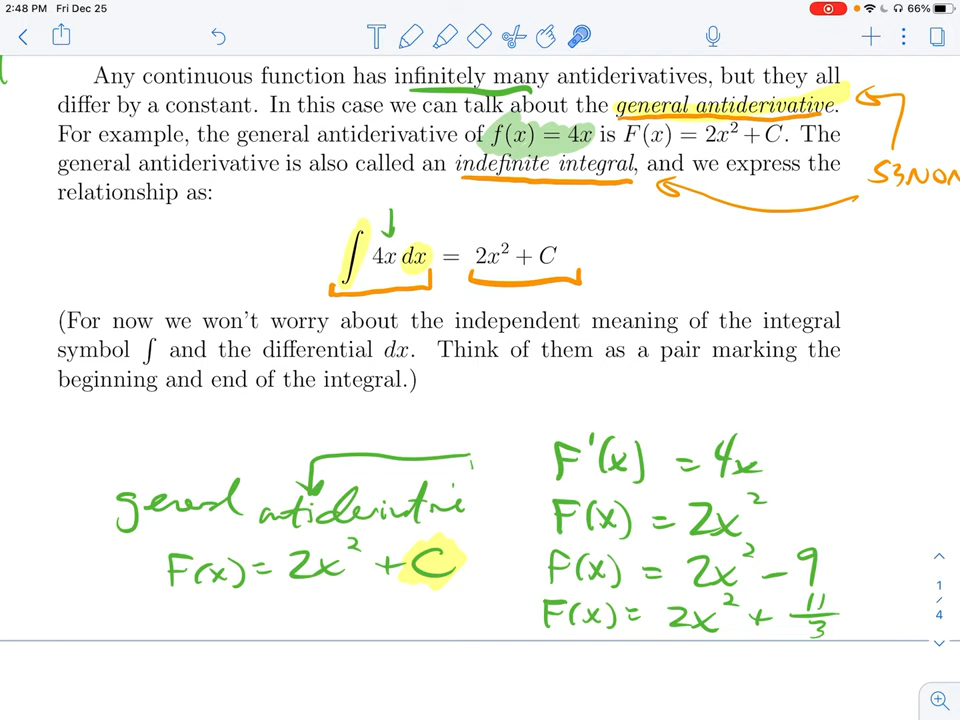 2:48 PM Fri Dec 25
66%
Any continuous function has infinitely many antiderivatives, but they all
differ by a constant. In this case we can talk about the general antiderivative.
For example, the general antiderivative of f(x) = 4x is F(x) = 2x² + C. The
general antiderivative is also called an indefinite integral, and we express the
relationship as:
∫ 4x dx = 2x² + C
(For now we won't worry about the independent meaning of the integral
symbol ∫ and the differential dx. Think of them as a pair marking the
beginning and end of the integral.)
general antiderivative
F(x) = 2x² + C
F'(x) = 4x
F(x) = 2x²
F(x) = 2x² − 9
F(x) = 2x² + 11/3
1
/
4